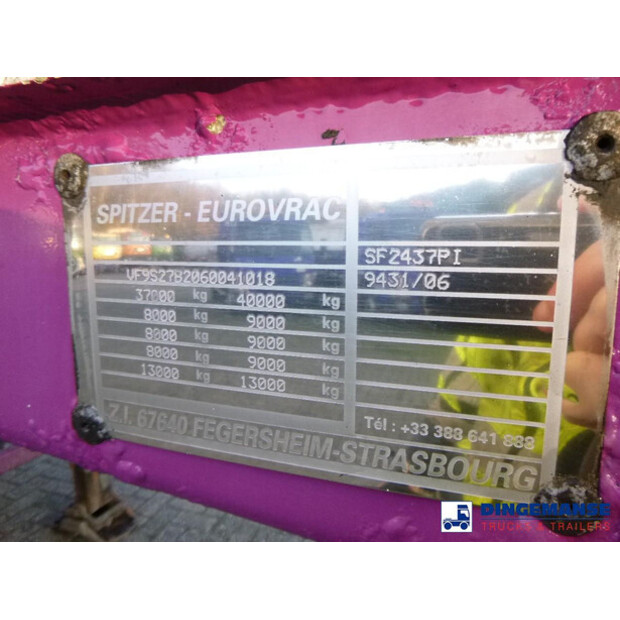 SPITZER - EUROVRAC
SF2437PI
VF9S27B2060041018 9431/06
37000 kg 40000 kg
8000 kg 9000 kg
8000 kg 9000 kg
8000 kg 9000 kg
13000 kg 13000 kg
Tél : +33 388 641 888
Z.I. 67640 FEGERSHEIM-STRASBOURG
DINGEMANSE
TRUCKS & TRAILERS